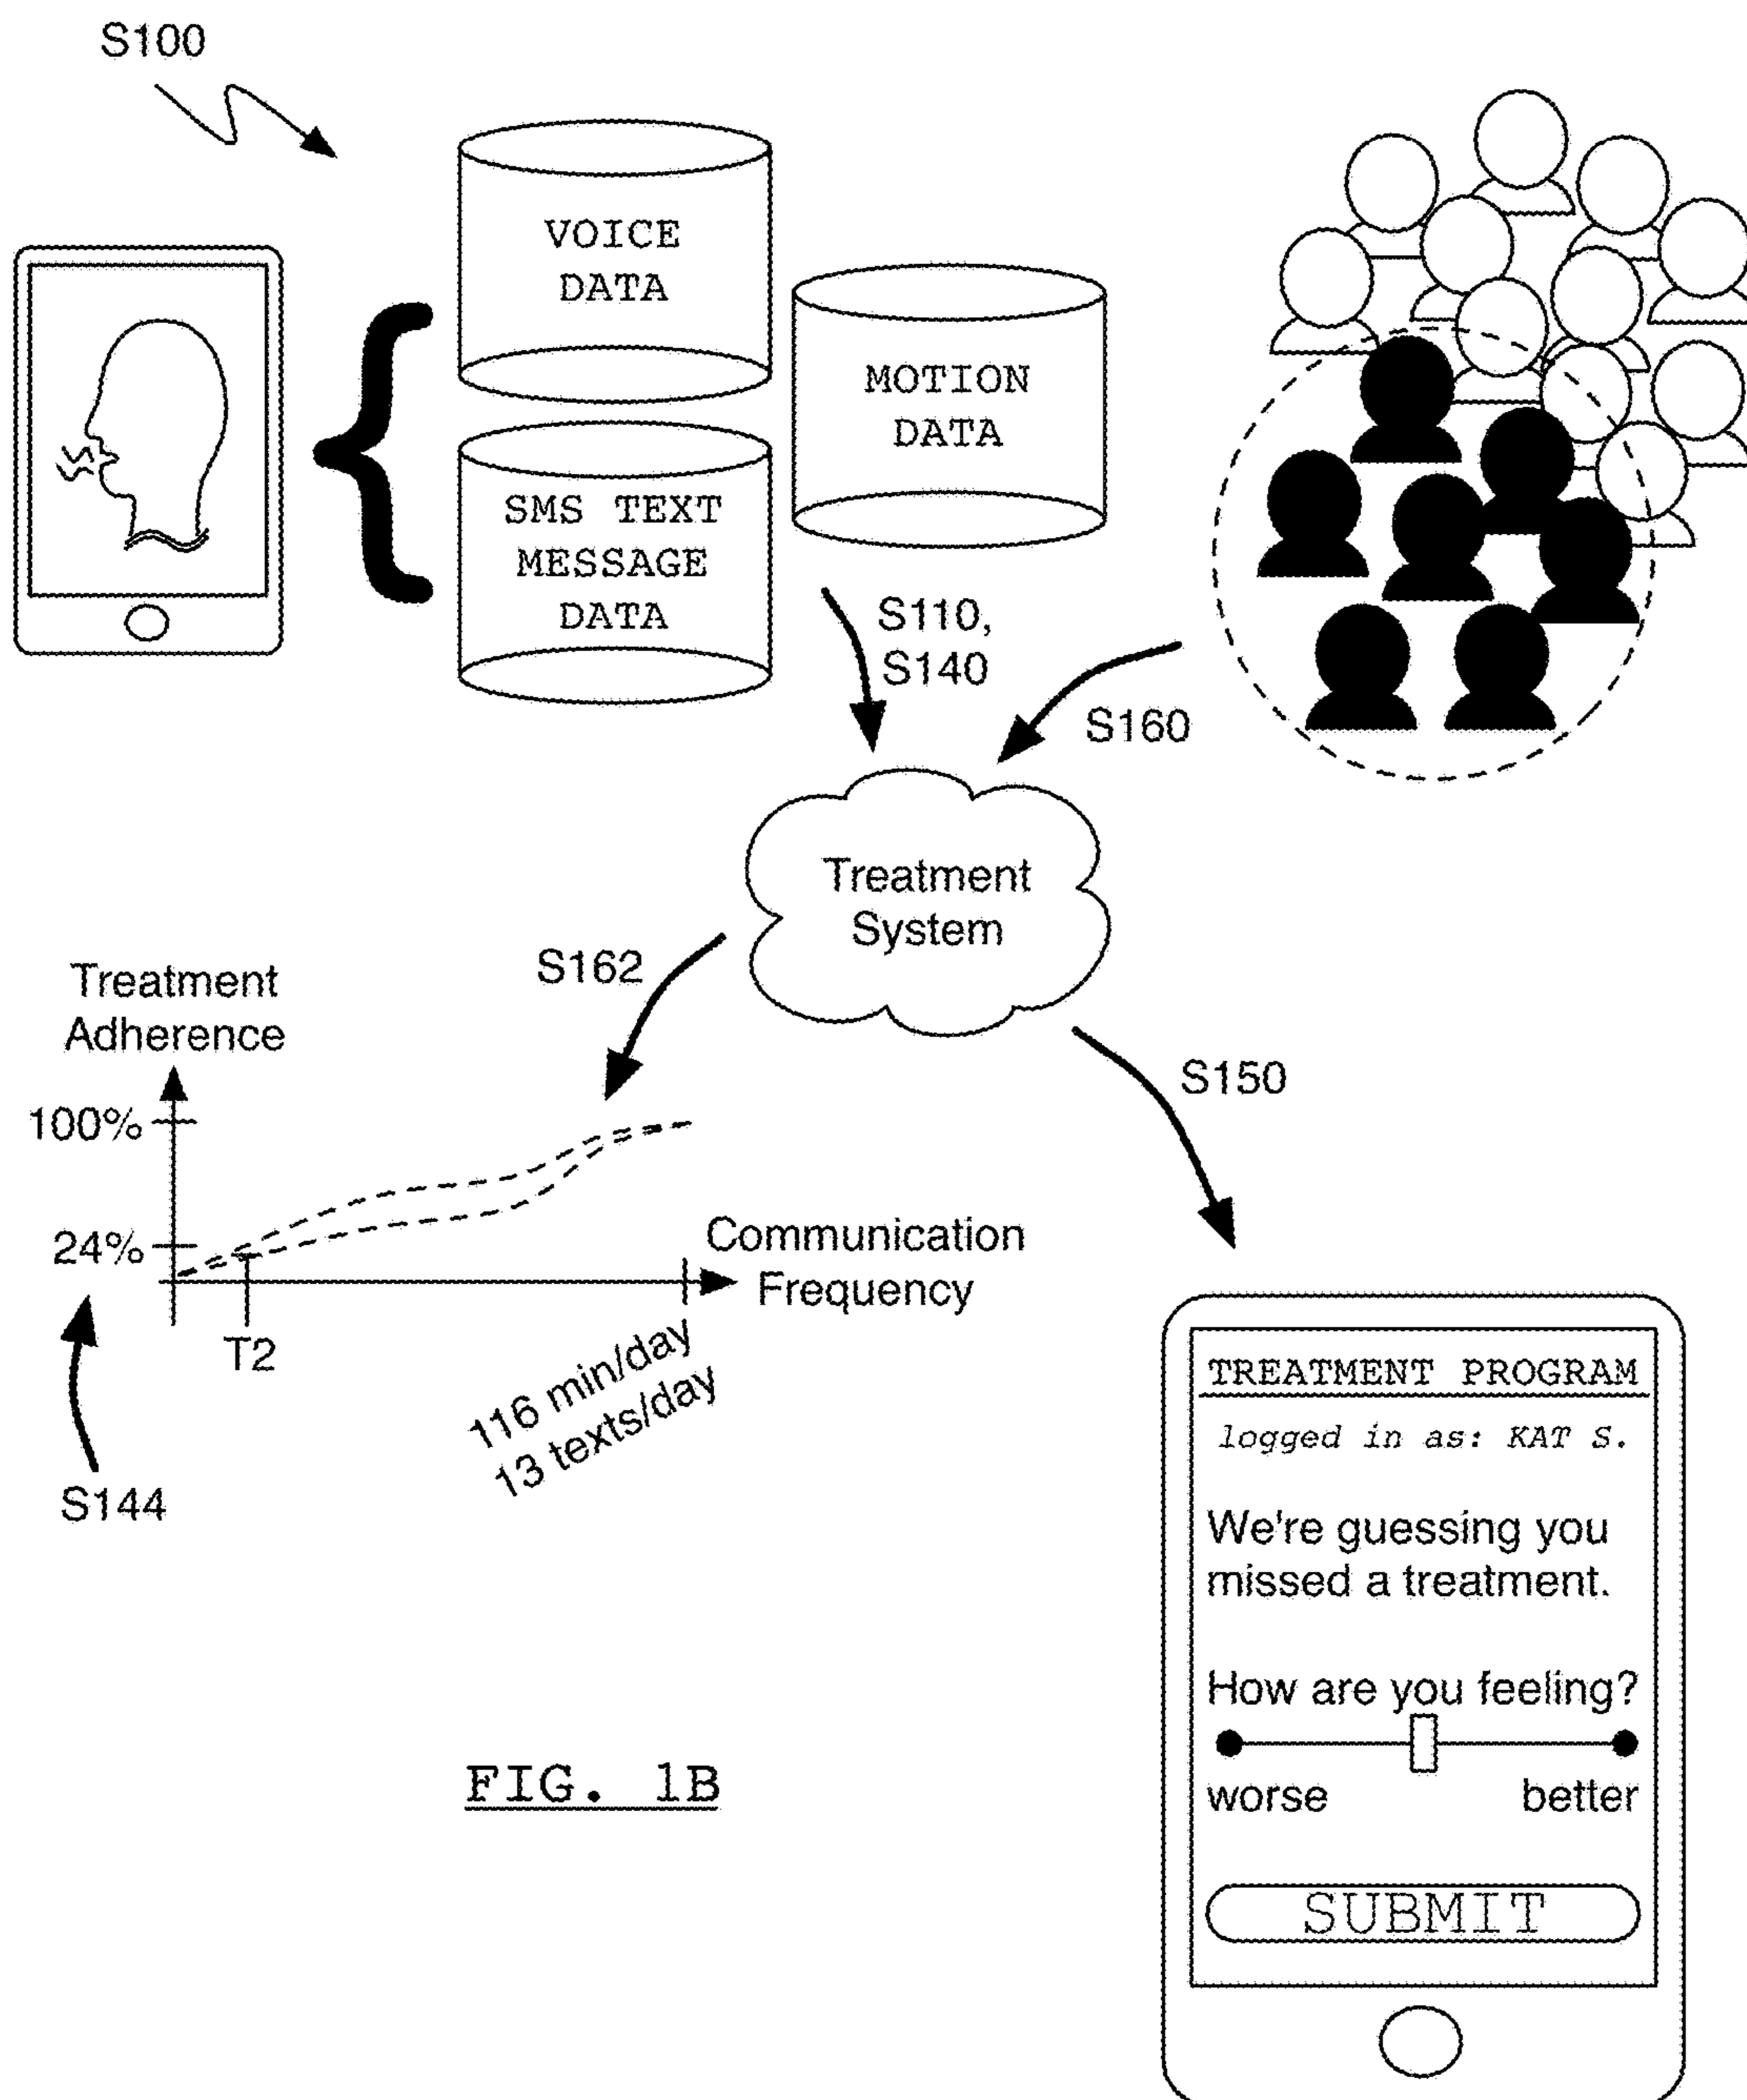 S100
VOICE
DATA
MOTION
DATA
SMS TEXT
MESSAGE
DATA
S110,
S140
S160
Treatment
System
S162
S150
Treatment
Adherence
100%
24%
T2
Communication
Frequency
116 min/day
13 texts/day
S144
TREATMENT PROGRAM
logged in as: KAT S.
We're guessing you
missed a treatment.
How are you feeling?
worse better
SUBMIT
FIG. 1B